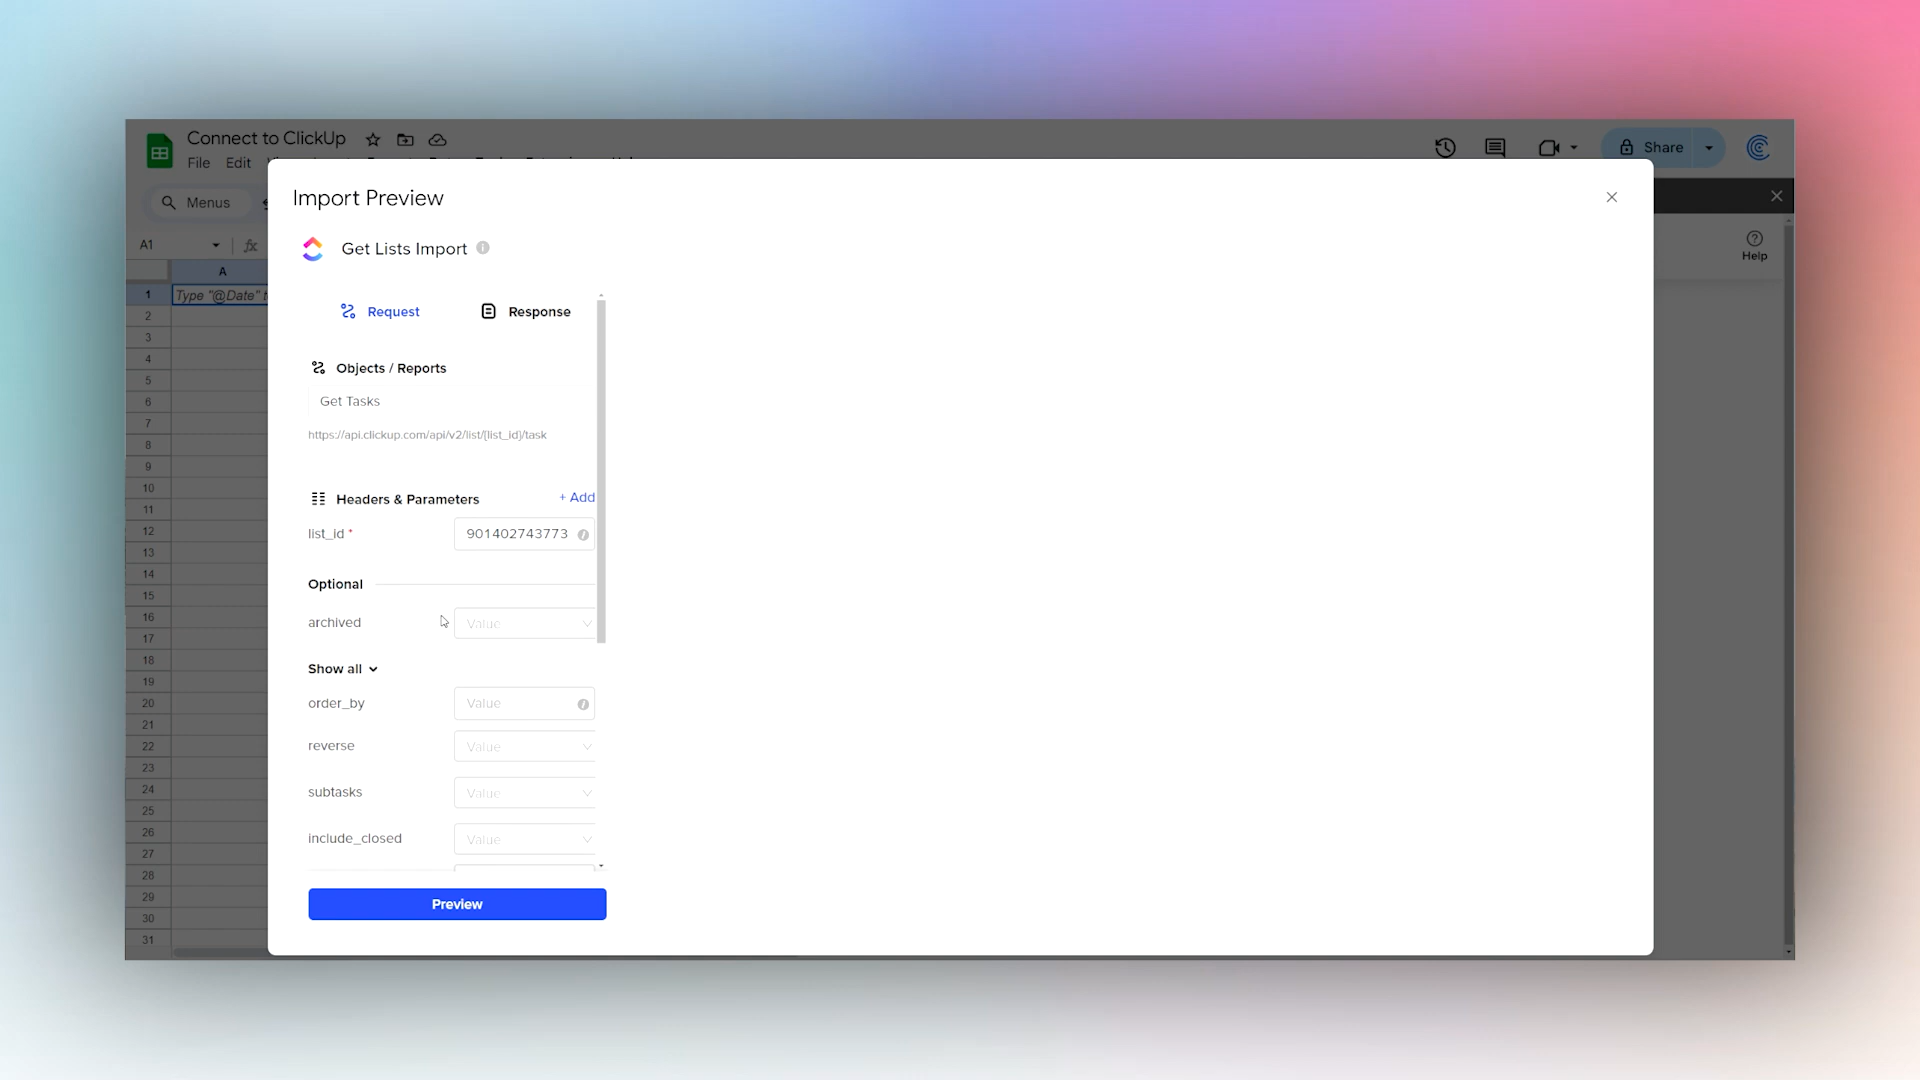 Connect to ClickUp
File Edit
Share
Menus
A1
fx
Help
A
Type "@Date" t
1
2
3
4
5
6
7
8
9
10
11
12
13
14
15
16
17
18
19
20
21
22
23
24
25
26
27
28
29
30
31
Import Preview
Get Lists Import
Request Response
Objects / Reports
Get Tasks
https://api.clickup.com/api/v2/list/{list_id}/task
Headers & Parameters + Add
list_id * 901402743773
Optional
archived Value
Show all
order_by Value
reverse Value
subtasks Value
include_closed Value
Preview